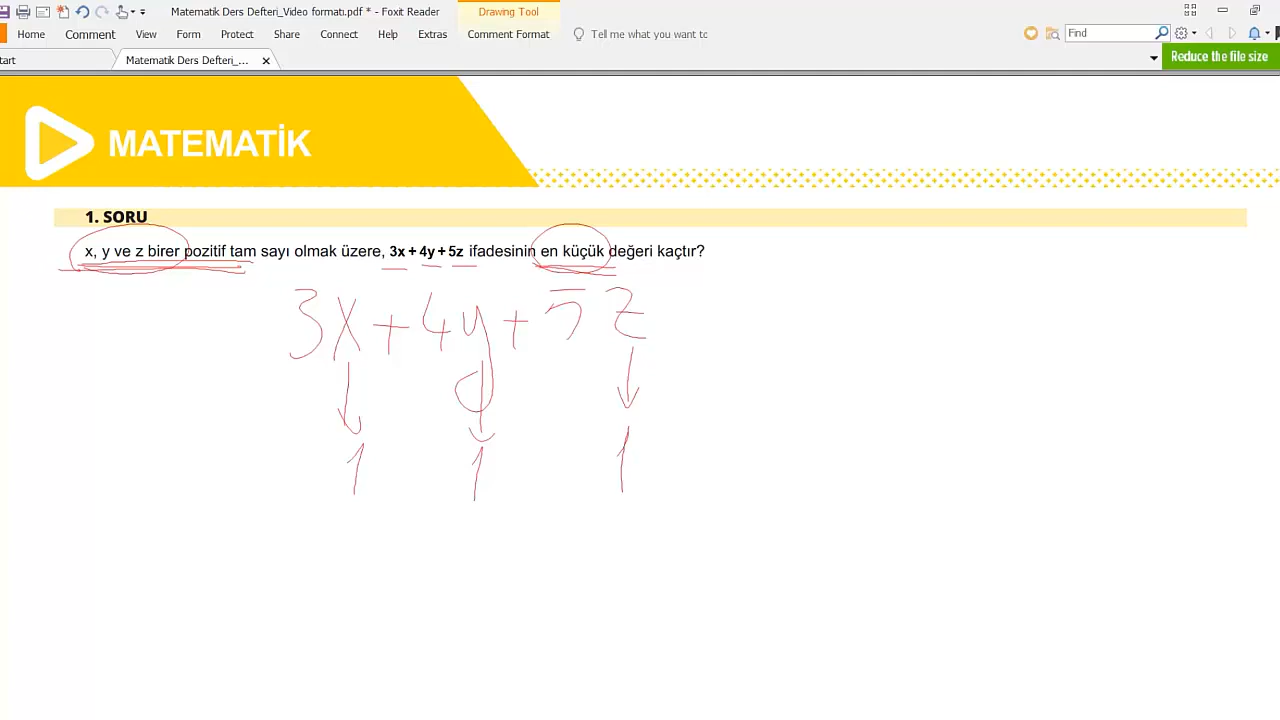 Matematik Ders Defteri_Video formatı.pdf * - Foxit Reader
Drawing Tool
Home Comment View Form Protect Share Connect Help Extras Comment Format Tell me what you want to Find
tart Matematik Ders Defteri_... Reduce the file size
MATEMATİK
1. SORU
x, y ve z birer pozitif tam sayı olmak üzere, 3x + 4y + 5z ifadesinin en küçük değeri kaçtır?
3x + 4y + 5z
1 1 1